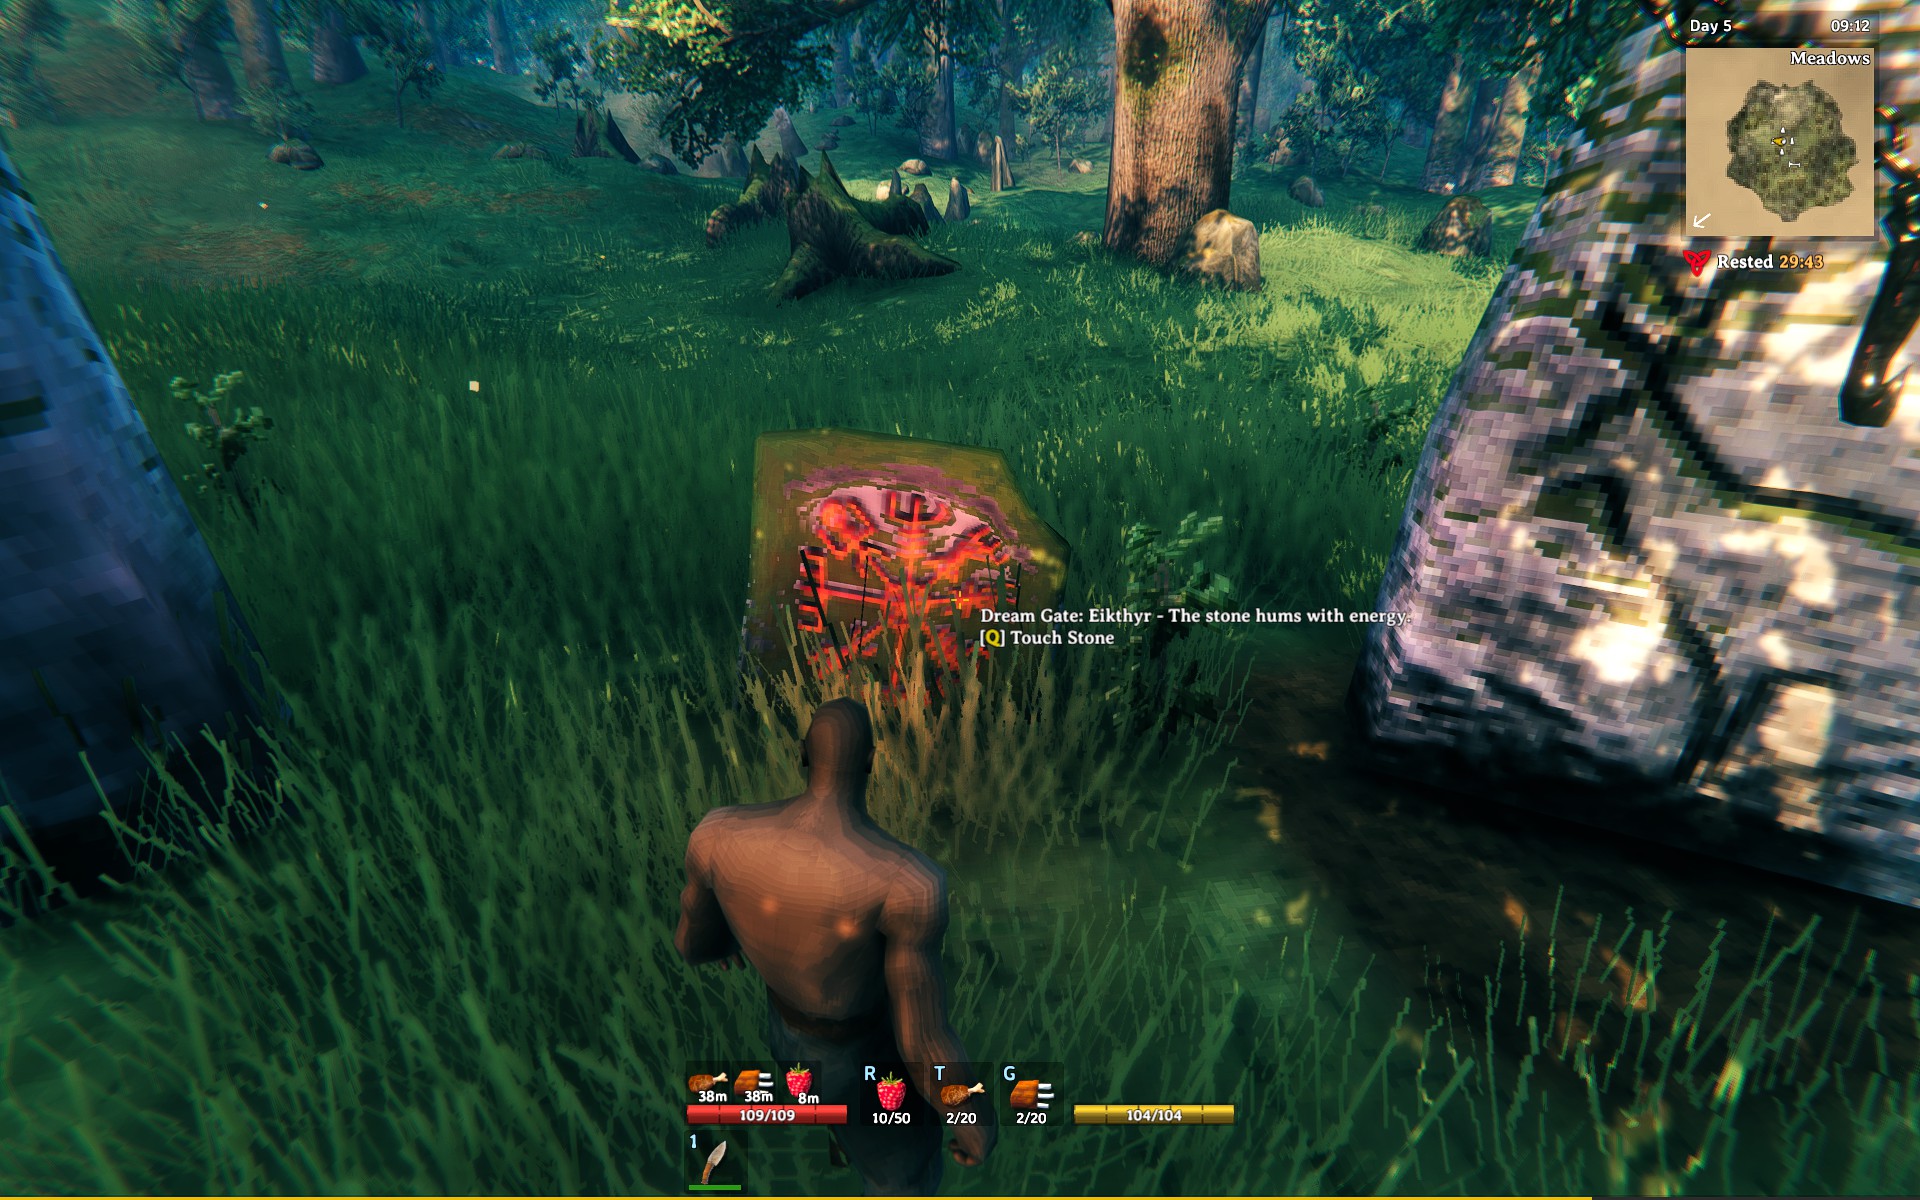 Day 5 09:12
Meadows
Rested 29:43
Dream Gate: Eikthyr - The stone hums with energy.
[Q] Touch Stone
38m 38m 8m
109/109
R T G
10/50 2/20 2/20
104/104
1